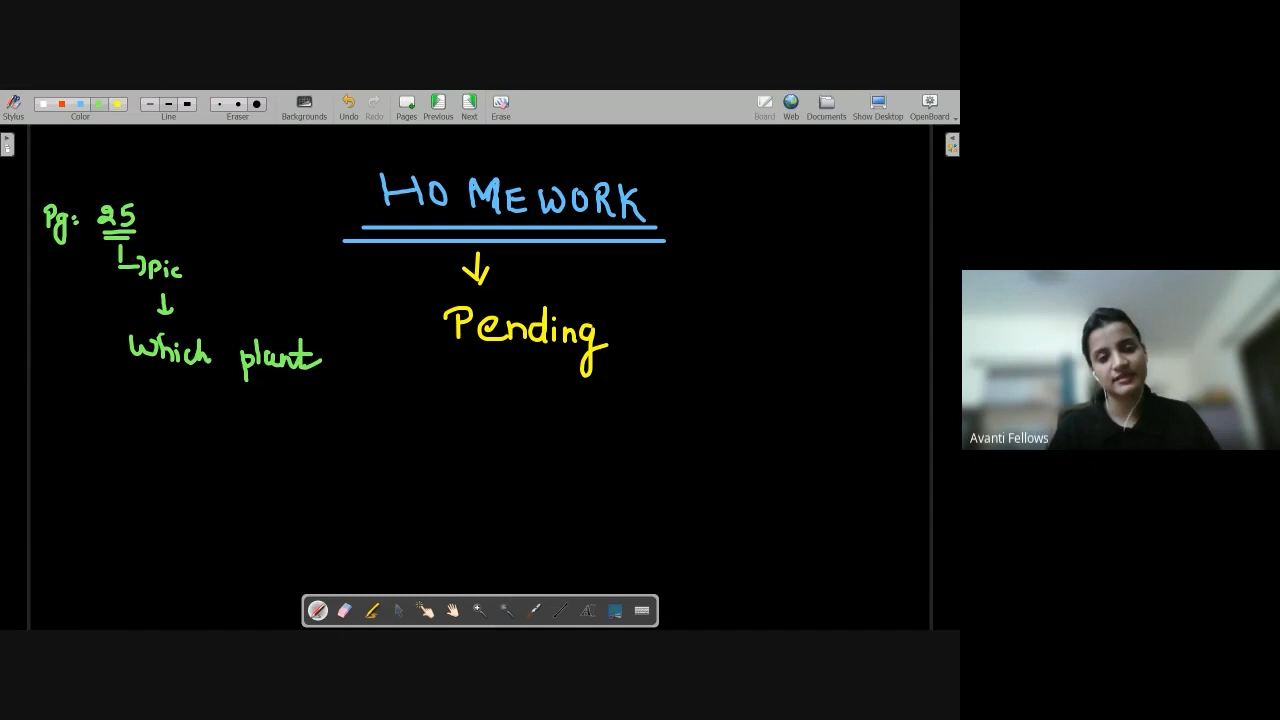 Stylus
Color
Line
Eraser
Backgrounds
Undo
Redo
Pages
Previous
Next
Erase
Board
Web
Documents
Show Desktop
OpenBoard
HOMEWORK
Pg: 25
Pic
Pending
Which plant
Avanti Fellows